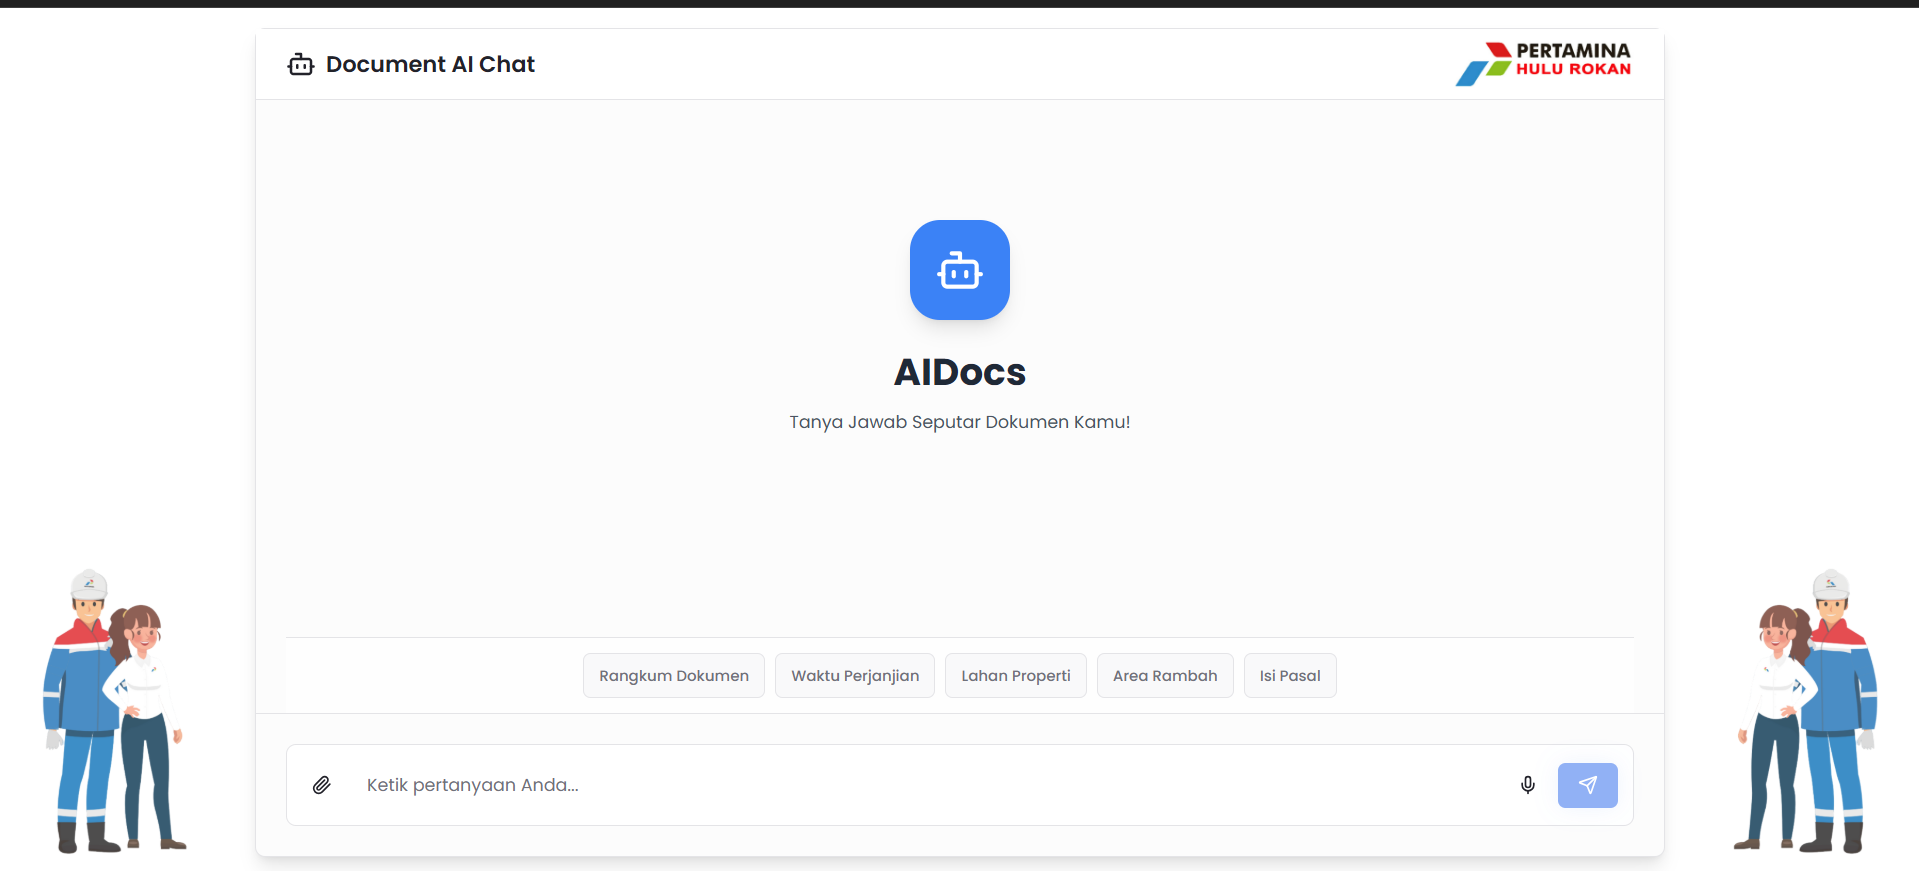 Document AI Chat
PERTAMINA
HULU ROKAN
AIDocs
Tanya Jawab Seputar Dokumen Kamu!
Rangkum Dokumen
Waktu Perjanjian
Lahan Properti
Area Rambah
Isi Pasal
Ketik pertanyaan Anda...